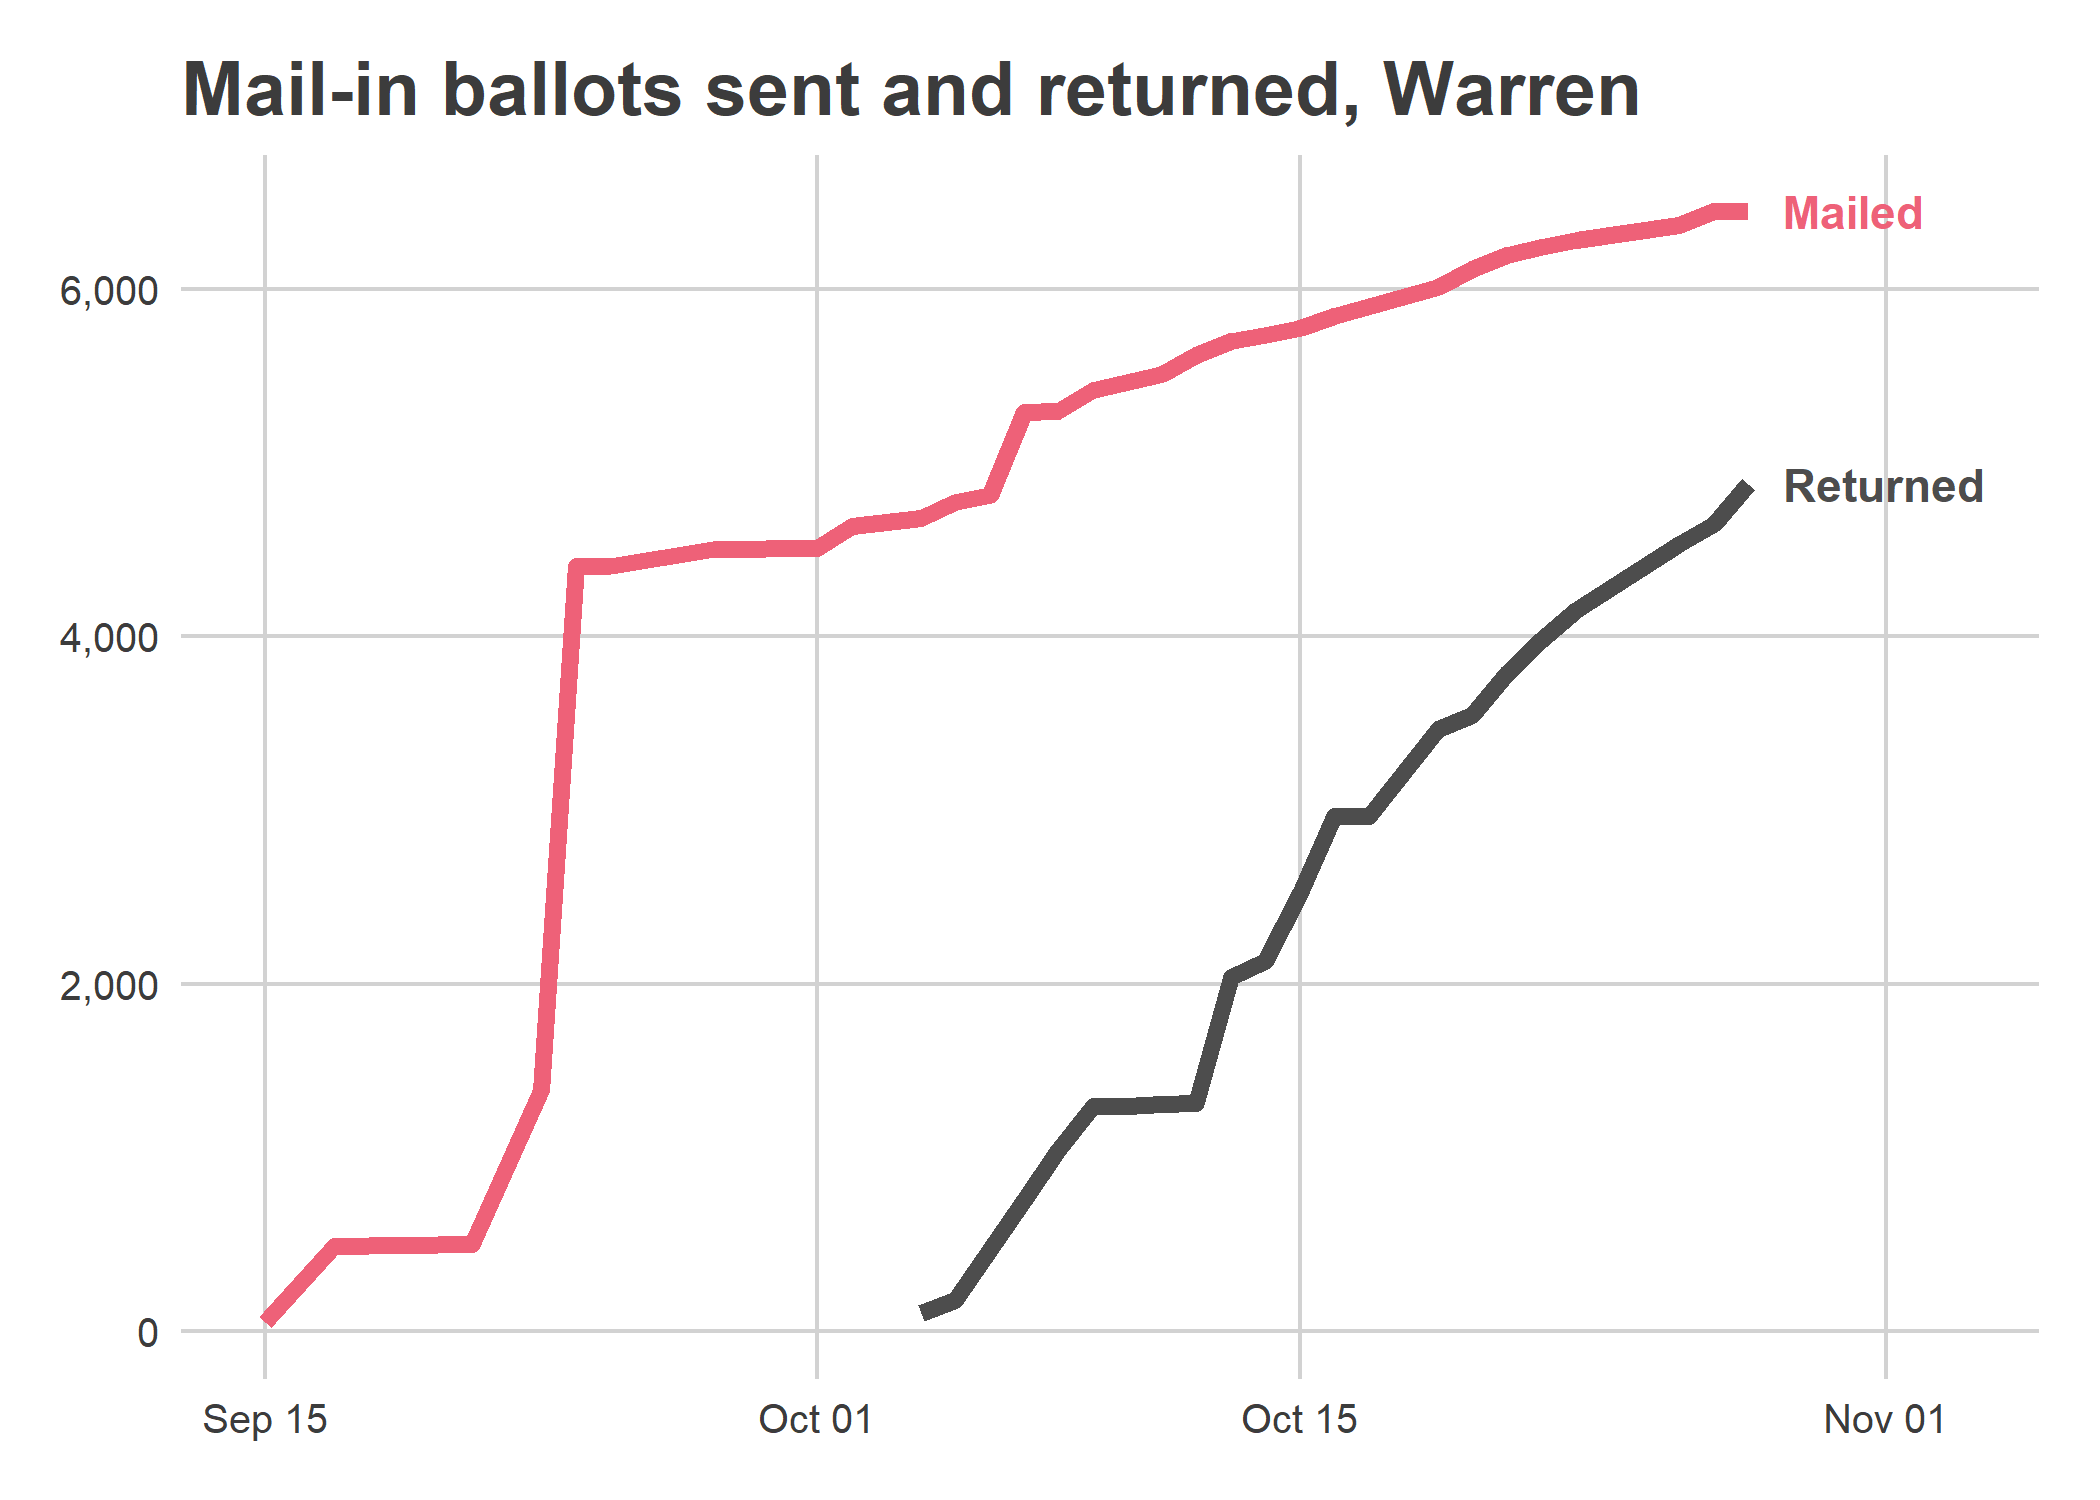 Mail-in ballots sent and returned, Warren
Mailed
6,000
Returned
4,000
2,000
0
Sep 15
Oct 01
Oct 15
Nov 01